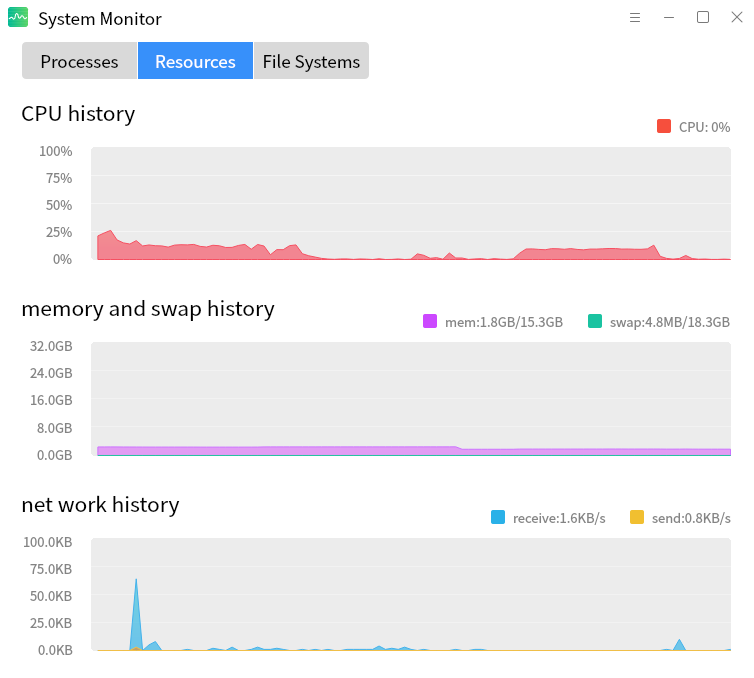 System Monitor
Processes Resources File Systems
CPU history
CPU: 0%
100%
75%
50%
25%
0%
memory and swap history
mem:1.8GB/15.3GB swap:4.8MB/18.3GB
32.0GB
24.0GB
16.0GB
8.0GB
0.0GB
net work history
receive:1.6KB/s send:0.8KB/s
100.0KB
75.0KB
50.0KB
25.0KB
0.0KB